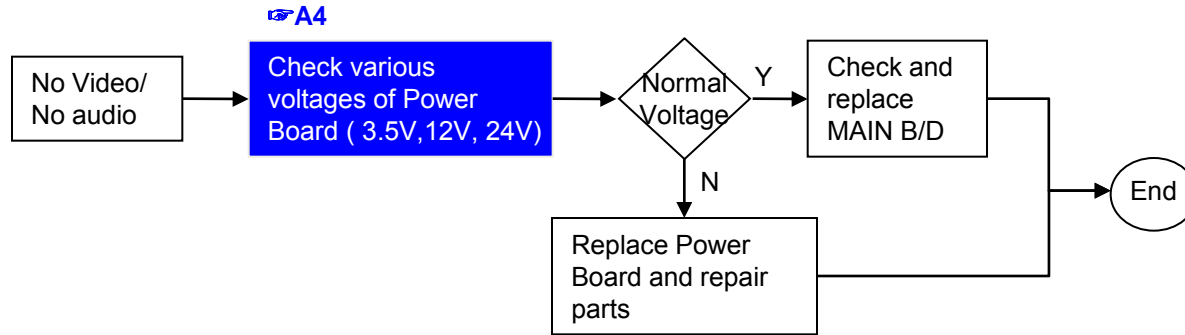 ☞A4
No Video/
No audio
Check various
voltages of Power
Board ( 3.5V,12V, 24V)
Normal
Voltage
Y
Check and
replace
MAIN B/D
N
Replace Power
Board and repair
parts
End